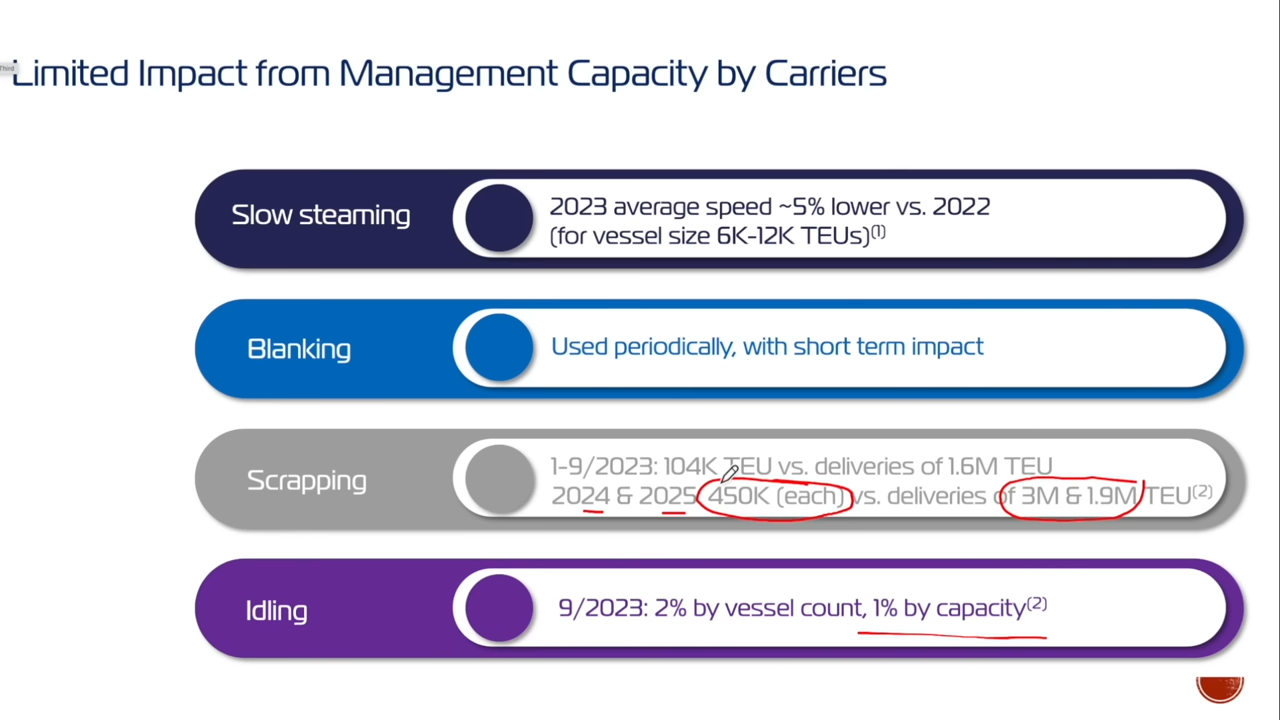 Third
Limited Impact from Management Capacity by Carriers
Slow steaming
2023 average speed ~5% lower vs. 2022
(for vessel size 6K-12K TEUs)(1)
Blanking
Used periodically, with short term impact
Scrapping
1-9/2023: 104K TEU vs. deliveries of 1.6M TEU
2024 & 2025 450K (each) vs. deliveries of 3M & 1.9M TEU(2)
Idling
9/2023: 2% by vessel count, 1% by capacity(2)